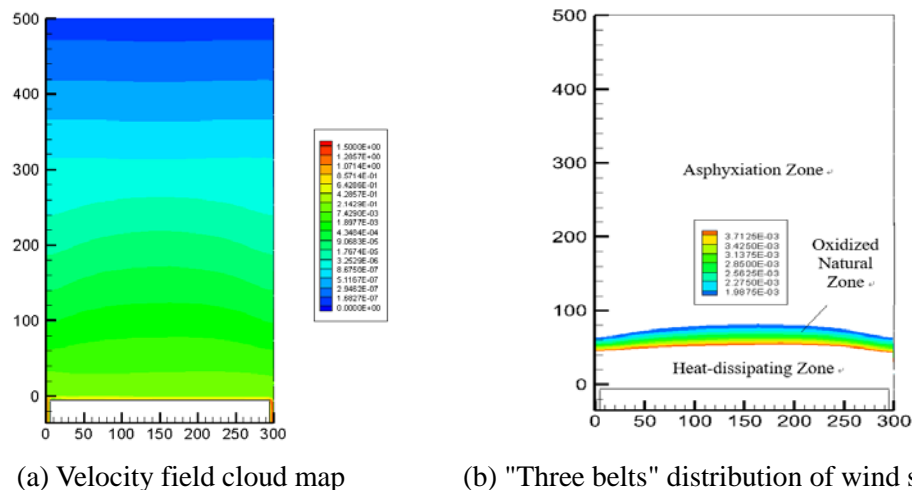 500
400
300
200
100
0
0 50 100 150 200 250 300
1.5000E+00
1.2857E+00
1.0714E+00
8.5714E-01
6.4286E-01
4.2857E-01
2.1429E-01
7.4290E-03
1.8977E-03
4.3484E-04
9.0683E-05
1.7674E-05
3.2529E-06
8.8750E-07
5.1167E-07
2.9462E-07
1.6827E-07
0.0000E+00
(a) Velocity field cloud map
500
400
300
200
100
0
0 50 100 150 200 250 300
Asphyxiation Zone
3.7125E-03
3.4250E-03
3.1375E-03
2.8500E-03
2.5625E-03
2.2750E-03
1.9875E-03
Oxidized
Natural
Zone
Heat-dissipating Zone
(b) "Three belts" distribution of wind s